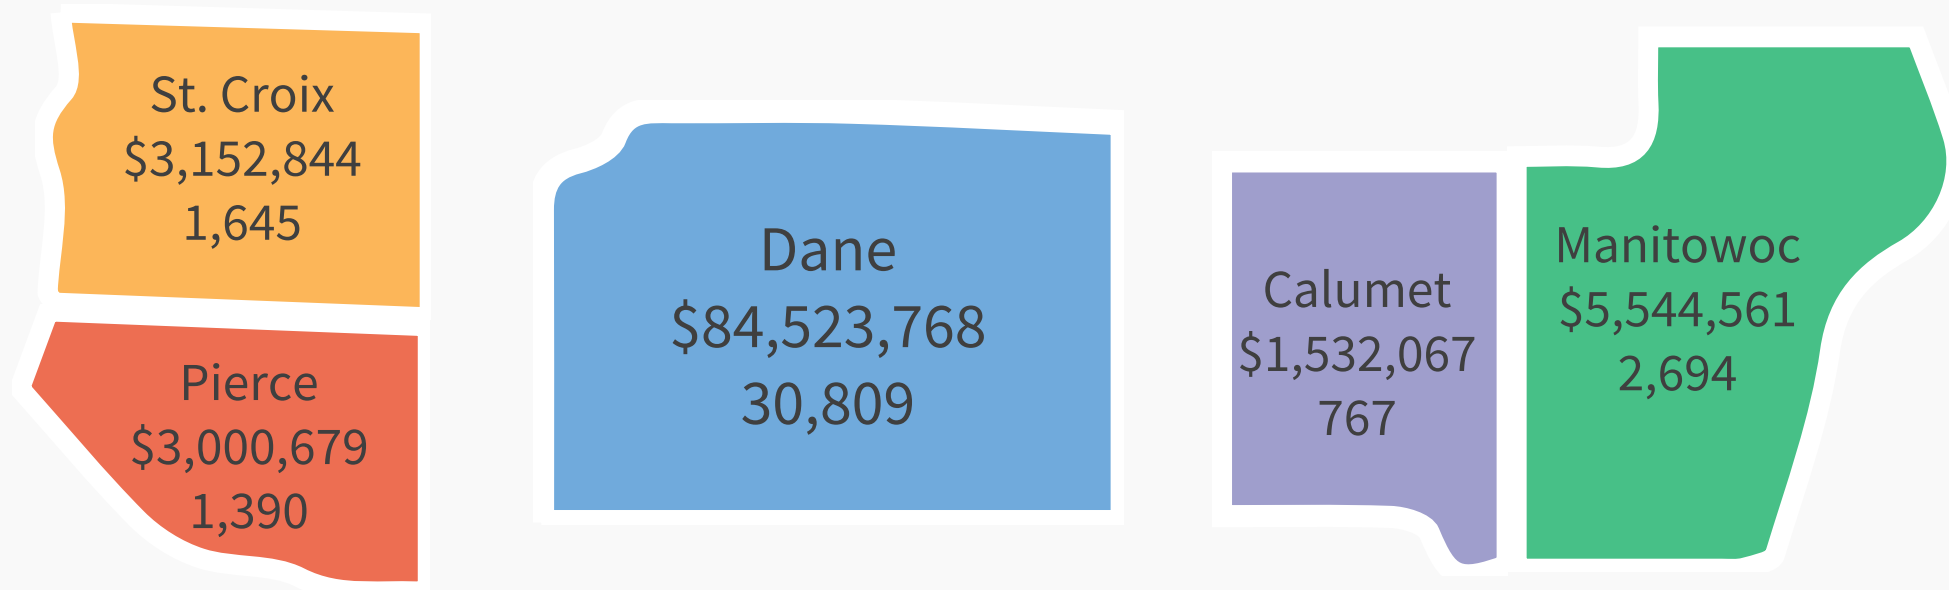 St. Croix
$3,152,844
1,645
Pierce
$3,000,679
1,390
Dane
$84,523,768
30,809
Calumet
$1,532,067
767
Manitowoc
$5,544,561
2,694